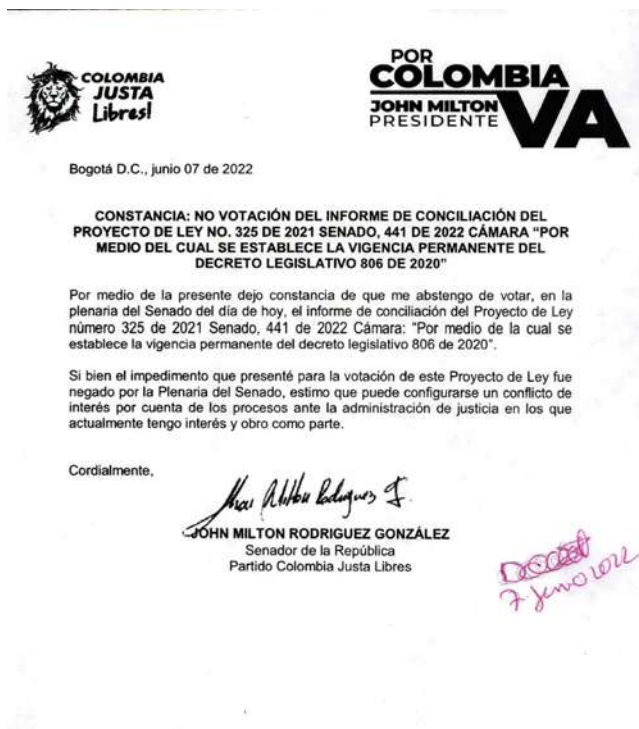 COLOMBIA
JUSTA
Libres!
POR
COLOMBIA
JOHN MILTON
PRESIDENTE
VA
Bogotá D.C., junio 07 de 2022
CONSTANCIA: NO VOTACIÓN DEL INFORME DE CONCILIACIÓN DEL
PROYECTO DE LEY NO. 325 DE 2021 SENADO, 441 DE 2022 CÁMARA “POR
MEDIO DEL CUAL SE ESTABLECE LA VIGENCIA PERMANENTE DEL
DECRETO LEGISLATIVO 806 DE 2020”
Por medio de la presente dejo constancia de que me abstengo de votar, en la
plenaria del Senado del día de hoy, el informe de conciliación del Proyecto de Ley
número 325 de 2021 Senado, 441 de 2022 Cámara: "Por medio de la cual se
establece la vigencia permanente del decreto legislativo 806 de 2020".
Si bien el impedimento que presenté para la votación de este Proyecto de Ley fue
negado por la Plenaria del Senado, estimo que puede configurarse un conflicto de
interés por cuenta de los procesos ante la administración de justicia en los que
actualmente tengo interés y obro como parte.
Cordialmente,
JOHN MILTON RODRIGUEZ GONZÁLEZ
Senador de la República
Partido Colombia Justa Libres
7 Junio 2022